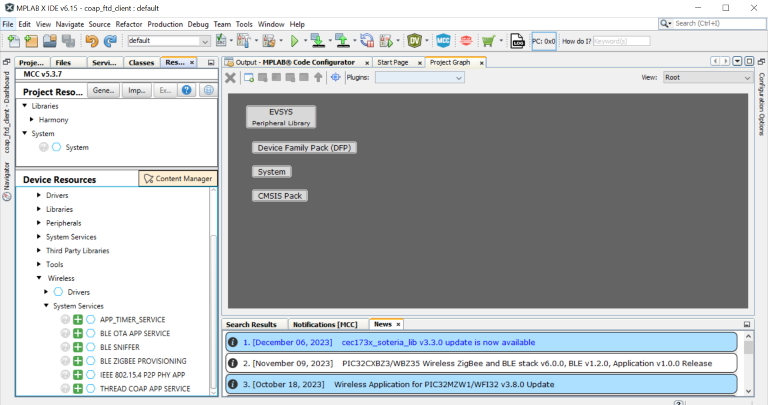 MPLAB X IDE v6.15 - coap_ftd_client : default
File Edit View Navigate Source Refactor Production Debug Team Tools Window Help
Search (Ctrl+I)
default
DV
MCC
LOG
PC: 0x0
How do I?
Keyword(s)
Proje...
Files
Servi...
Classes
Res...
Output - MPLAB® Code Configurator
Start Page
Project Graph
MCC v5.3.7
Plugins:
View:
Root
Project Reso...
Gene...
Imp...
Ex...
Libraries
Harmony
System
System
EVSYS
Peripheral Library
Device Family Pack (DFP)
System
CMSIS Pack
Device Resources
Content Manager
Drivers
Libraries
Peripherals
System Services
Third Party Libraries
Tools
Wireless
Drivers
System Services
APP_TIMER_SERVICE
BLE OTA APP SERVICE
BLE SNIFFER
BLE ZIGBEE PROVISIONING
IEEE 802.15.4 P2P PHY APP
THREAD COAP APP SERVICE
Search Results
Notifications [MCC]
News
1. [December 06, 2023] cec173x_soteria_lib v3.3.0 update is now available
2. [November 09, 2023] PIC32CXBZ3/WBZ35 Wireless ZigBee and BLE stack v6.0.0, BLE v1.2.0, Application v1.0.0 Release
3. [October 18, 2023] Wireless Application for PIC32MZW1/WFI32 v3.8.0 Update
coap_ftd_client - Dashboard
Navigator
Configuration Options